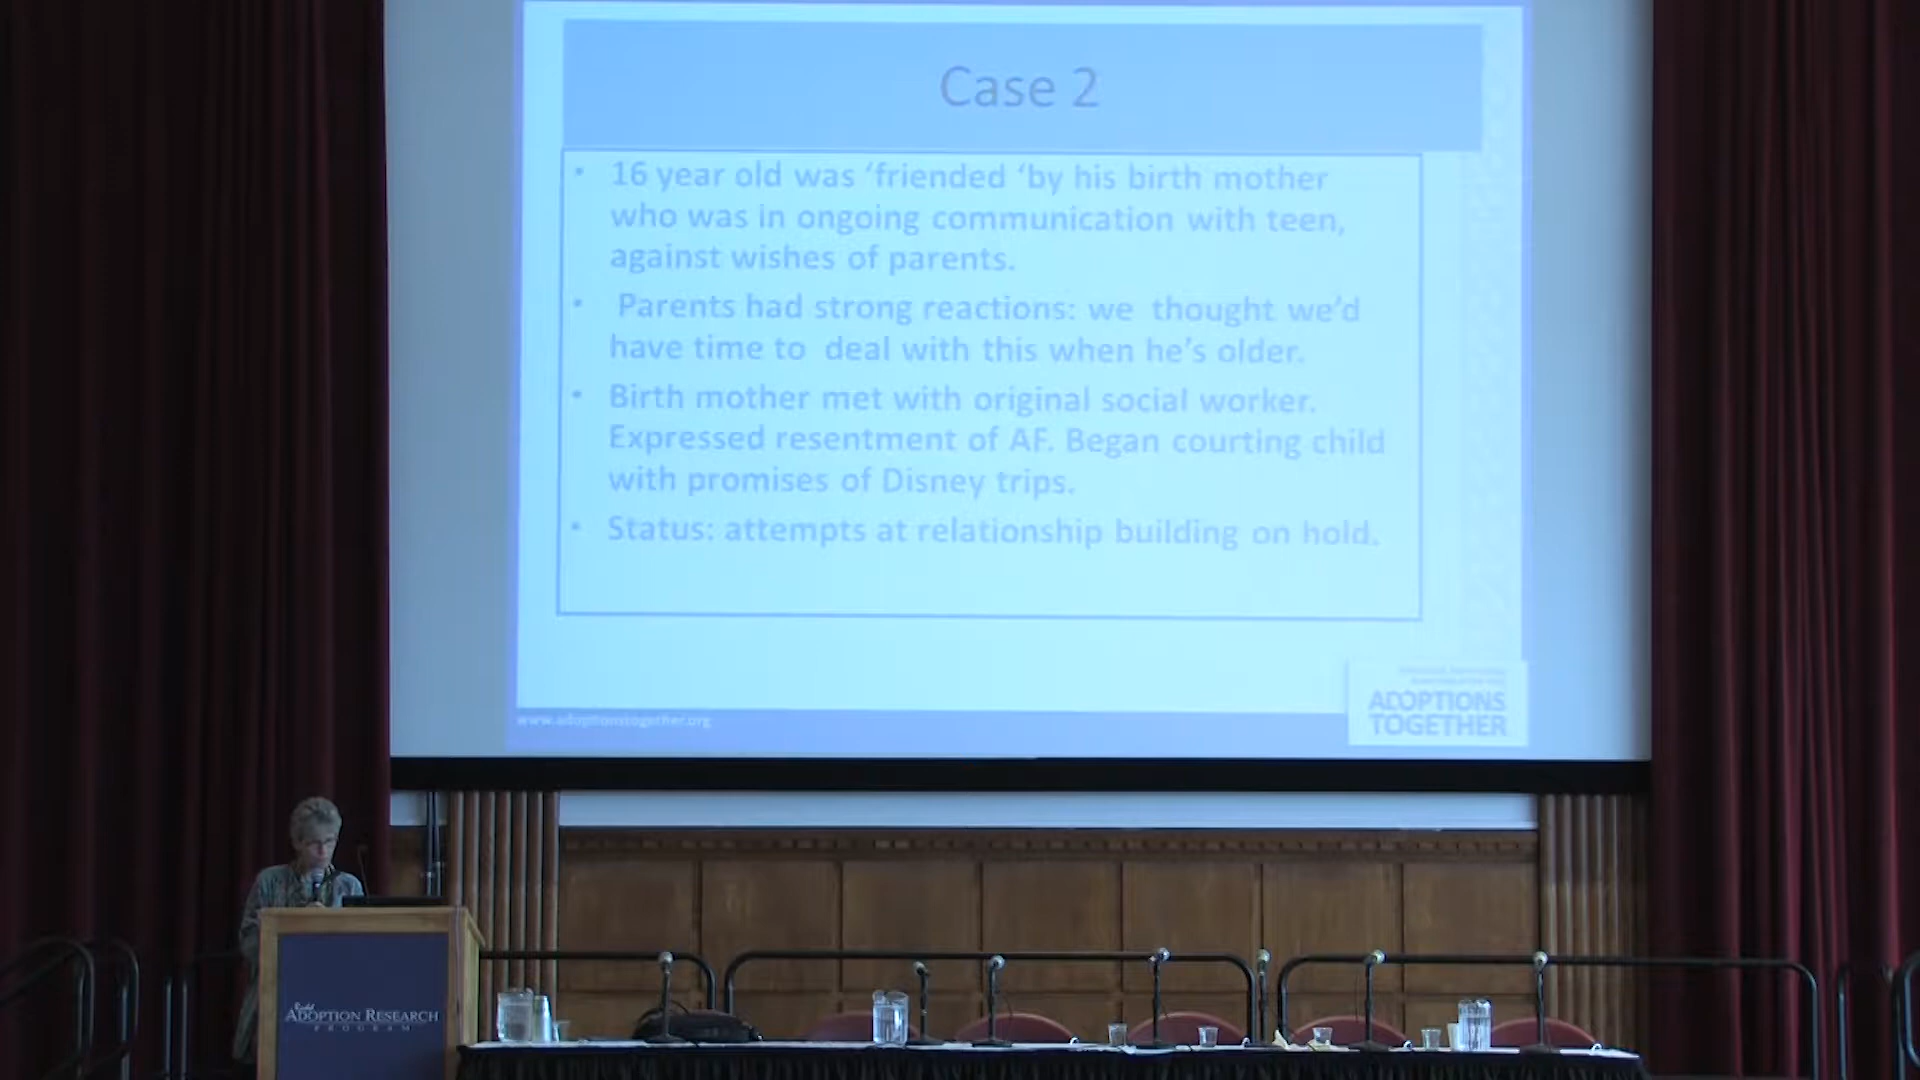 Case 2
• 16 year old was ‘friended ‘by his birth mother
who was in ongoing communication with teen,
against wishes of parents.
• Parents had strong reactions: we thought we’d
have time to deal with this when he’s older.
• Birth mother met with original social worker.
Expressed resentment of AF. Began courting child
with promises of Disney trips.
• Status: attempts at relationship building on hold.
www.adoptionstogether.org
ADOPTIONS
TOGETHER
Rudd
ADOPTION RESEARCH
PROGRAM